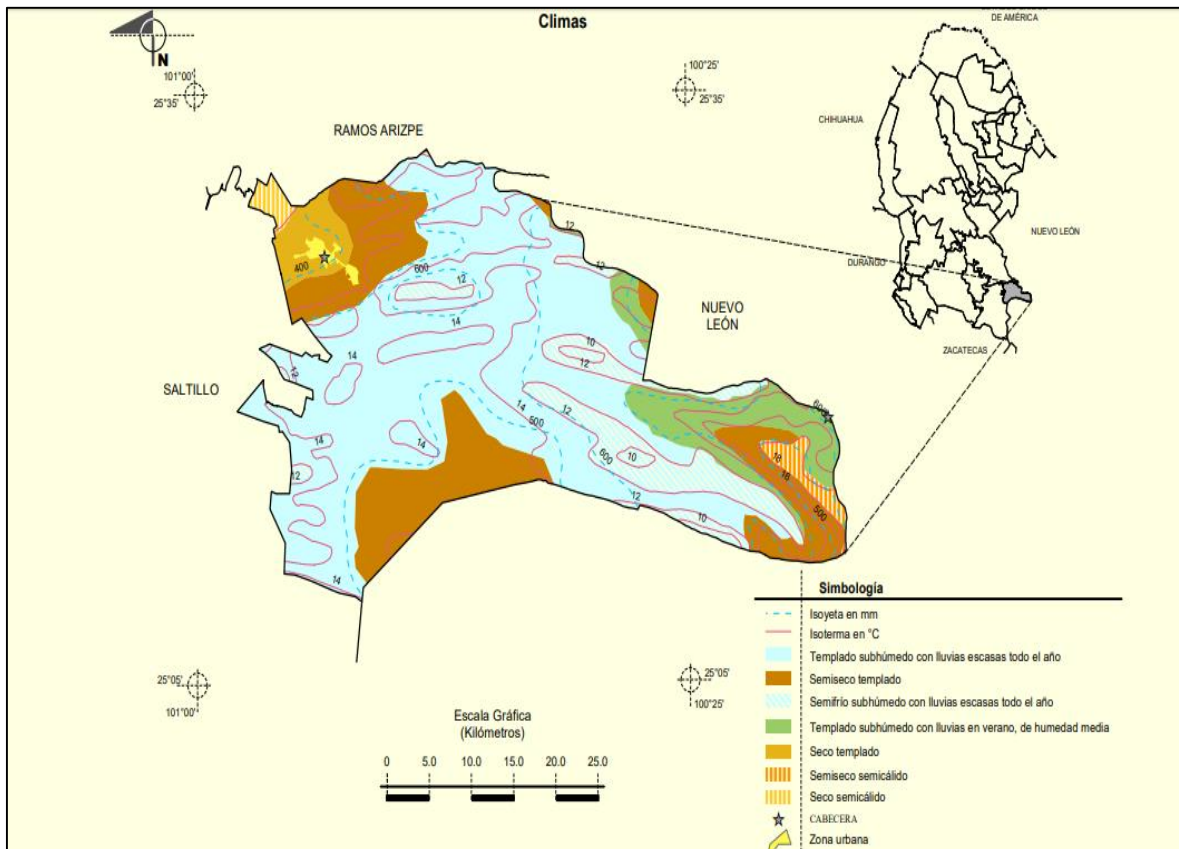 Climas
DE AMÉRICA
N
101°00'
25°35'
100°25'
25°35'
RAMOS ARIZPE
CHIHUAHUA
NUEVO LEÓN
DURANGO
ZACATECAS
12
12
400
600
12
14
14
NUEVO
LEÓN
10
12
SALTILLO
12
14
500
12
600
14
14
600
10
18
18
12
12
500
10
14
Simbología
Isoyeta en mm
Isoterma en °C
Templado subhúmedo con lluvias escasas todo el año
Semiseco templado
Semifrío subhúmedo con lluvias escasas todo el año
Templado subhúmedo con lluvias en verano, de humedad media
Seco templado
Semiseco semicálido
Seco semicálido
CABECERA
Zona urbana
25°05'
101°00'
25°05'
100°25'
Escala Gráfica
(Kilómetros)
0 5.0 10.0 15.0 20.0 25.0